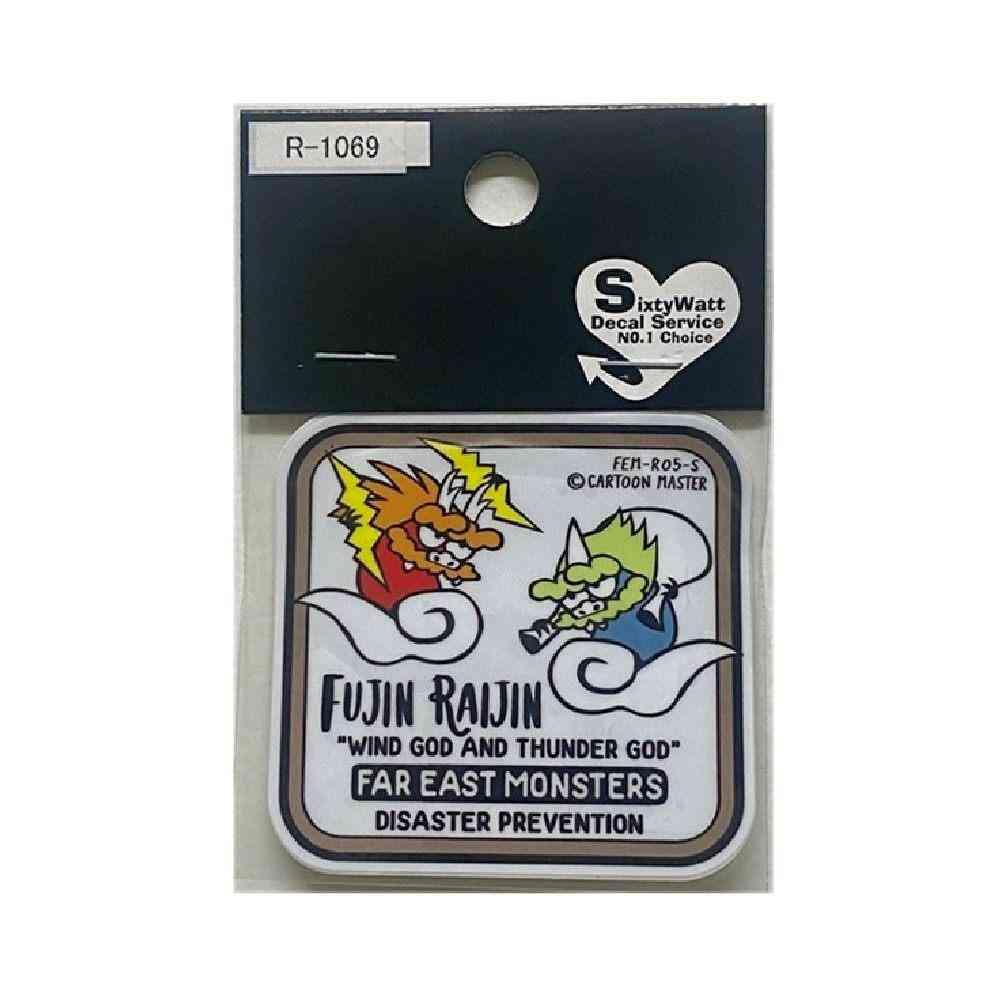 R-1069
SixtyWatt
Decal Service
NO.1 Choice
FEM-R05-S
©CARTOON MASTER
FUJIN RAIJIN
"WIND GOD AND THUNDER GOD"
FAR EAST MONSTERS
DISASTER PREVENTION